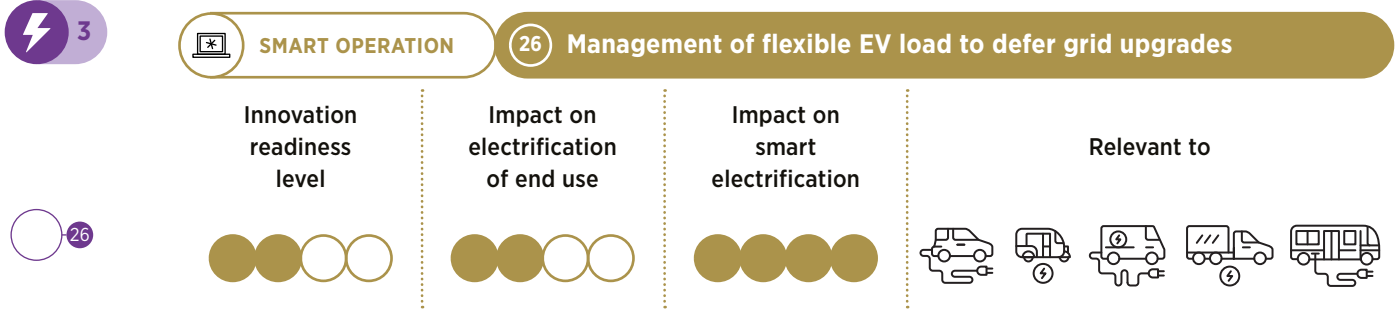 3
SMART OPERATION
26 Management of flexible EV load to defer grid upgrades
Innovation
readiness
level
Impact on
electrification
of end use
Impact on
smart
electrification
Relevant to
26